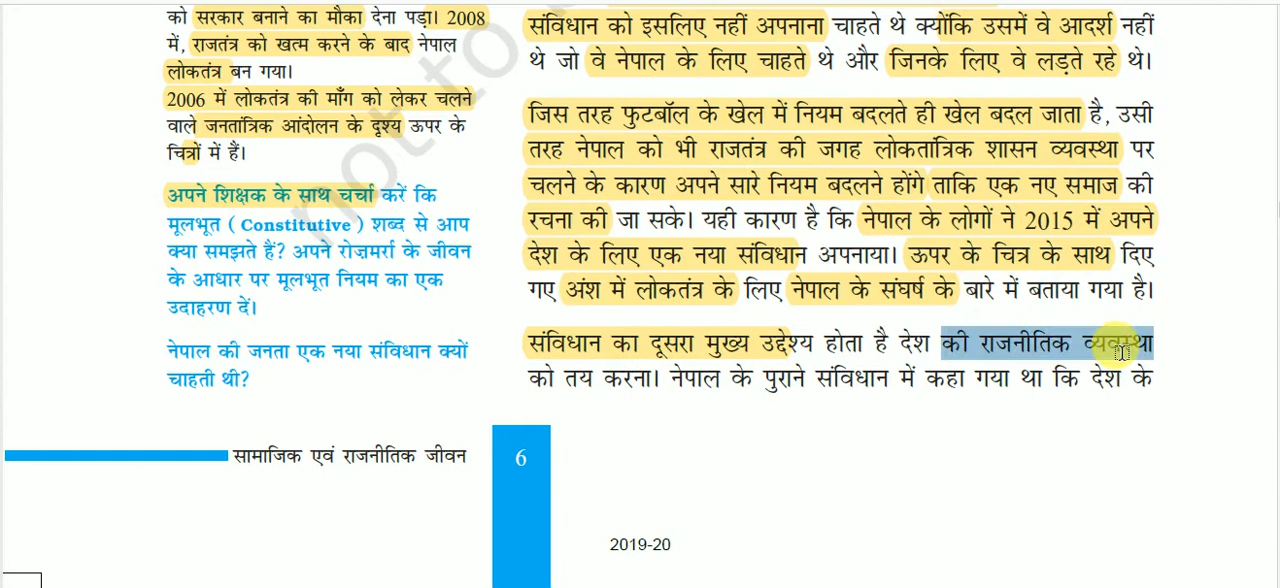 को सरकार बनाने का मौका देना पड़ा। 2008
में, राजतंत्र को खत्म करने के बाद नेपाल
लोकतंत्र बन गया।
2006 में लोकतंत्र की माँग को लेकर चलने
वाले जनतांत्रिक आंदोलन के दृश्य ऊपर के
चित्रों में हैं।
अपने शिक्षक के साथ चर्चा करें कि
मूलभूत ( Constitutive ) शब्द से आप
क्या समझते हैं? अपने रोज़मर्रा के जीवन
के आधार पर मूलभूत नियम का एक
उदाहरण दें।
नेपाल की जनता एक नया संविधान क्यों
चाहती थी?
संविधान को इसलिए नहीं अपनाना चाहते थे क्योंकि उसमें वे आदर्श नहीं
थे जो वे नेपाल के लिए चाहते थे और जिनके लिए वे लड़ते रहे थे।
जिस तरह फुटबॉल के खेल में नियम बदलते ही खेल बदल जाता है, उसी
तरह नेपाल को भी राजतंत्र की जगह लोकतांत्रिक शासन व्यवस्था पर
चलने के कारण अपने सारे नियम बदलने होंगे ताकि एक नए समाज की
रचना की जा सके। यही कारण है कि नेपाल के लोगों ने 2015 में अपने
देश के लिए एक नया संविधान अपनाया। ऊपर के चित्र के साथ दिए
गए अंश में लोकतंत्र के लिए नेपाल के संघर्ष के बारे में बताया गया है।
संविधान का दूसरा मुख्य उद्देश्य होता है देश की राजनीतिक व्यवस्था
को तय करना। नेपाल के पुराने संविधान में कहा गया था कि देश के
सामाजिक एवं राजनीतिक जीवन
6
2019-20
not to